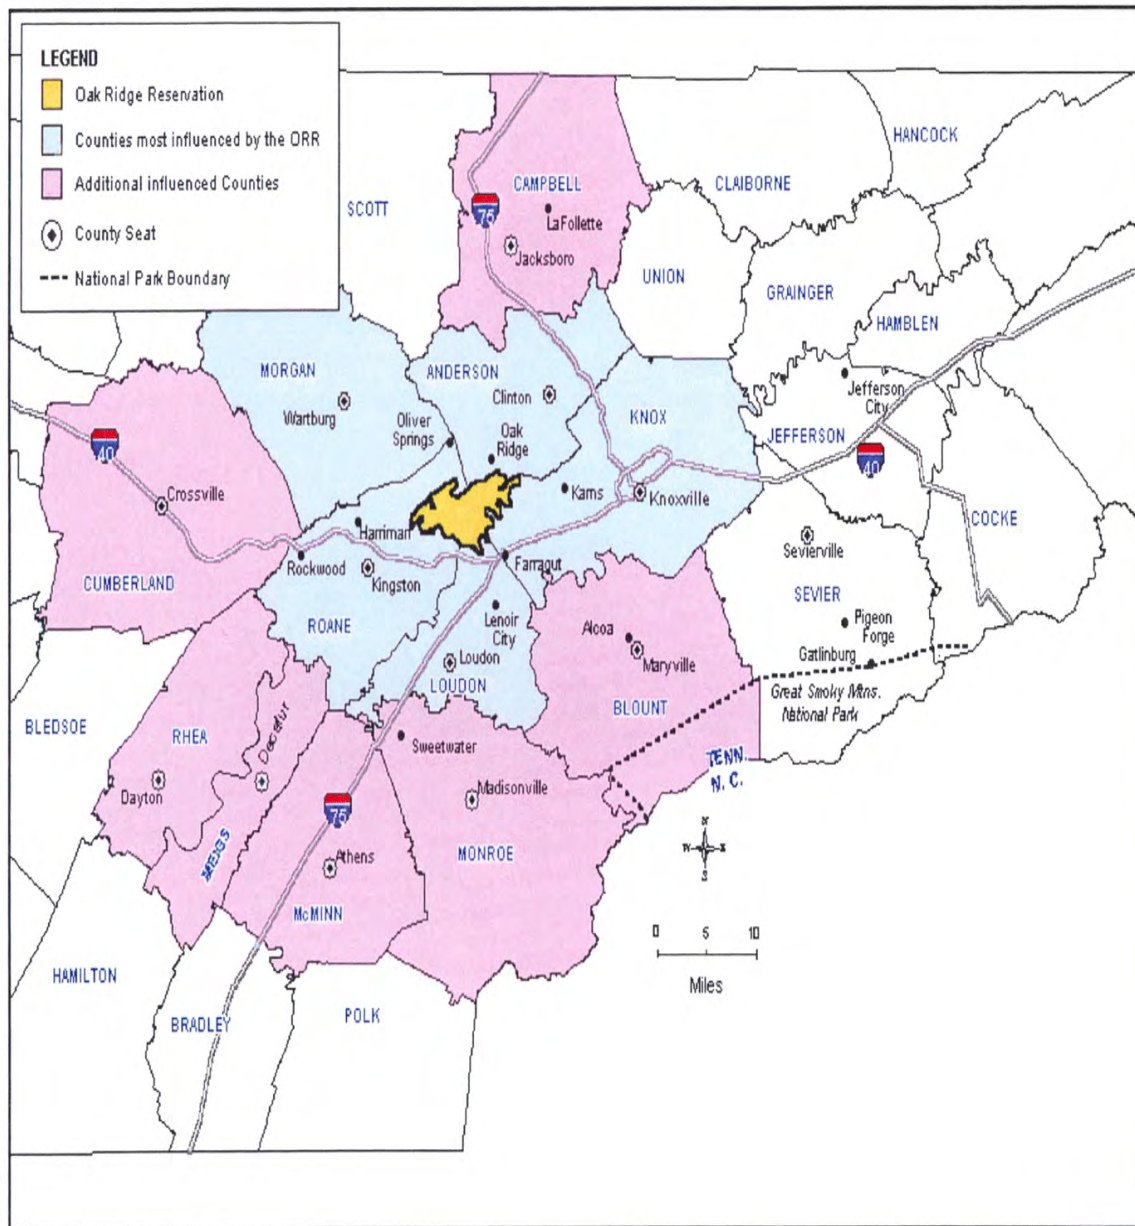 LEGEND
Oak Ridge Reservation
Counties most influenced by the ORR
Additional influenced Counties
County Seat
National Park Boundary
HANCOCK
CLAIBORNE
CAMPBELL
SCOTT
75
LaFollette
Jacksboro
UNION
GRAINGER
HAMBLEN
MORGAN
ANDERSON
Clinton
Wartburg
Oliver
Springs
Oak
Ridge
KNOX
Jefferson
City
JEFFERSON
40
40
Crossville
Karns
Knoxville
COCKE
Harriman
Sevierville
Rockwood
Kingston
Farragut
CUMBERLAND
SEVIER
ROANE
Lenoir
City
Alcoa
Maryville
Pigeon
Forge
Gatlinburg
Loudon
LOUDON
Great Smoky Mtns.
National Park
BLOUNT
BLEDSOE
RHEA
Decatur
Sweetwater
TENN.
N. C.
Dayton
Madisonville
75
MEIGS
Athens
MONROE
N
W
E
S
McMINN
0 5 10
Miles
HAMILTON
BRADLEY
POLK